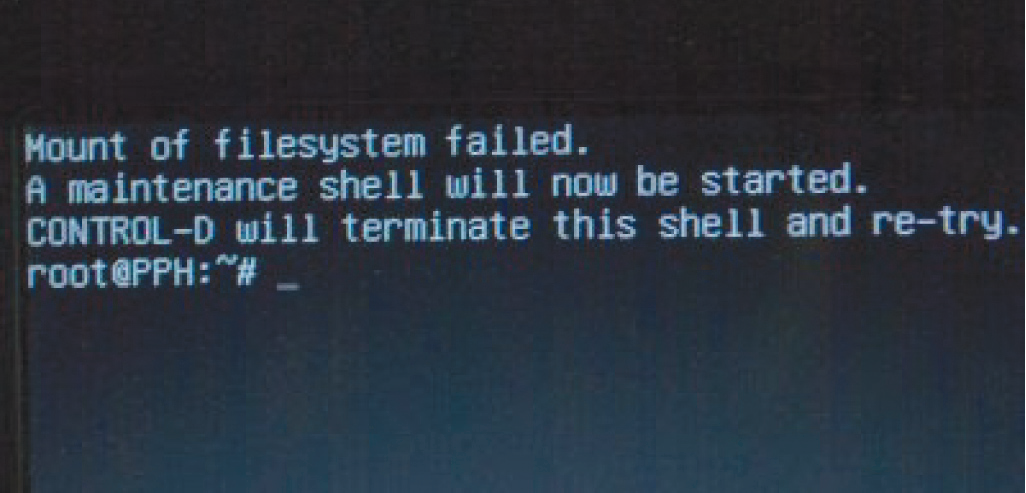 Mount of filesystem failed.
A maintenance shell will now be started.
CONTROL-D will terminate this shell and re-try.
root@PPH:~# _